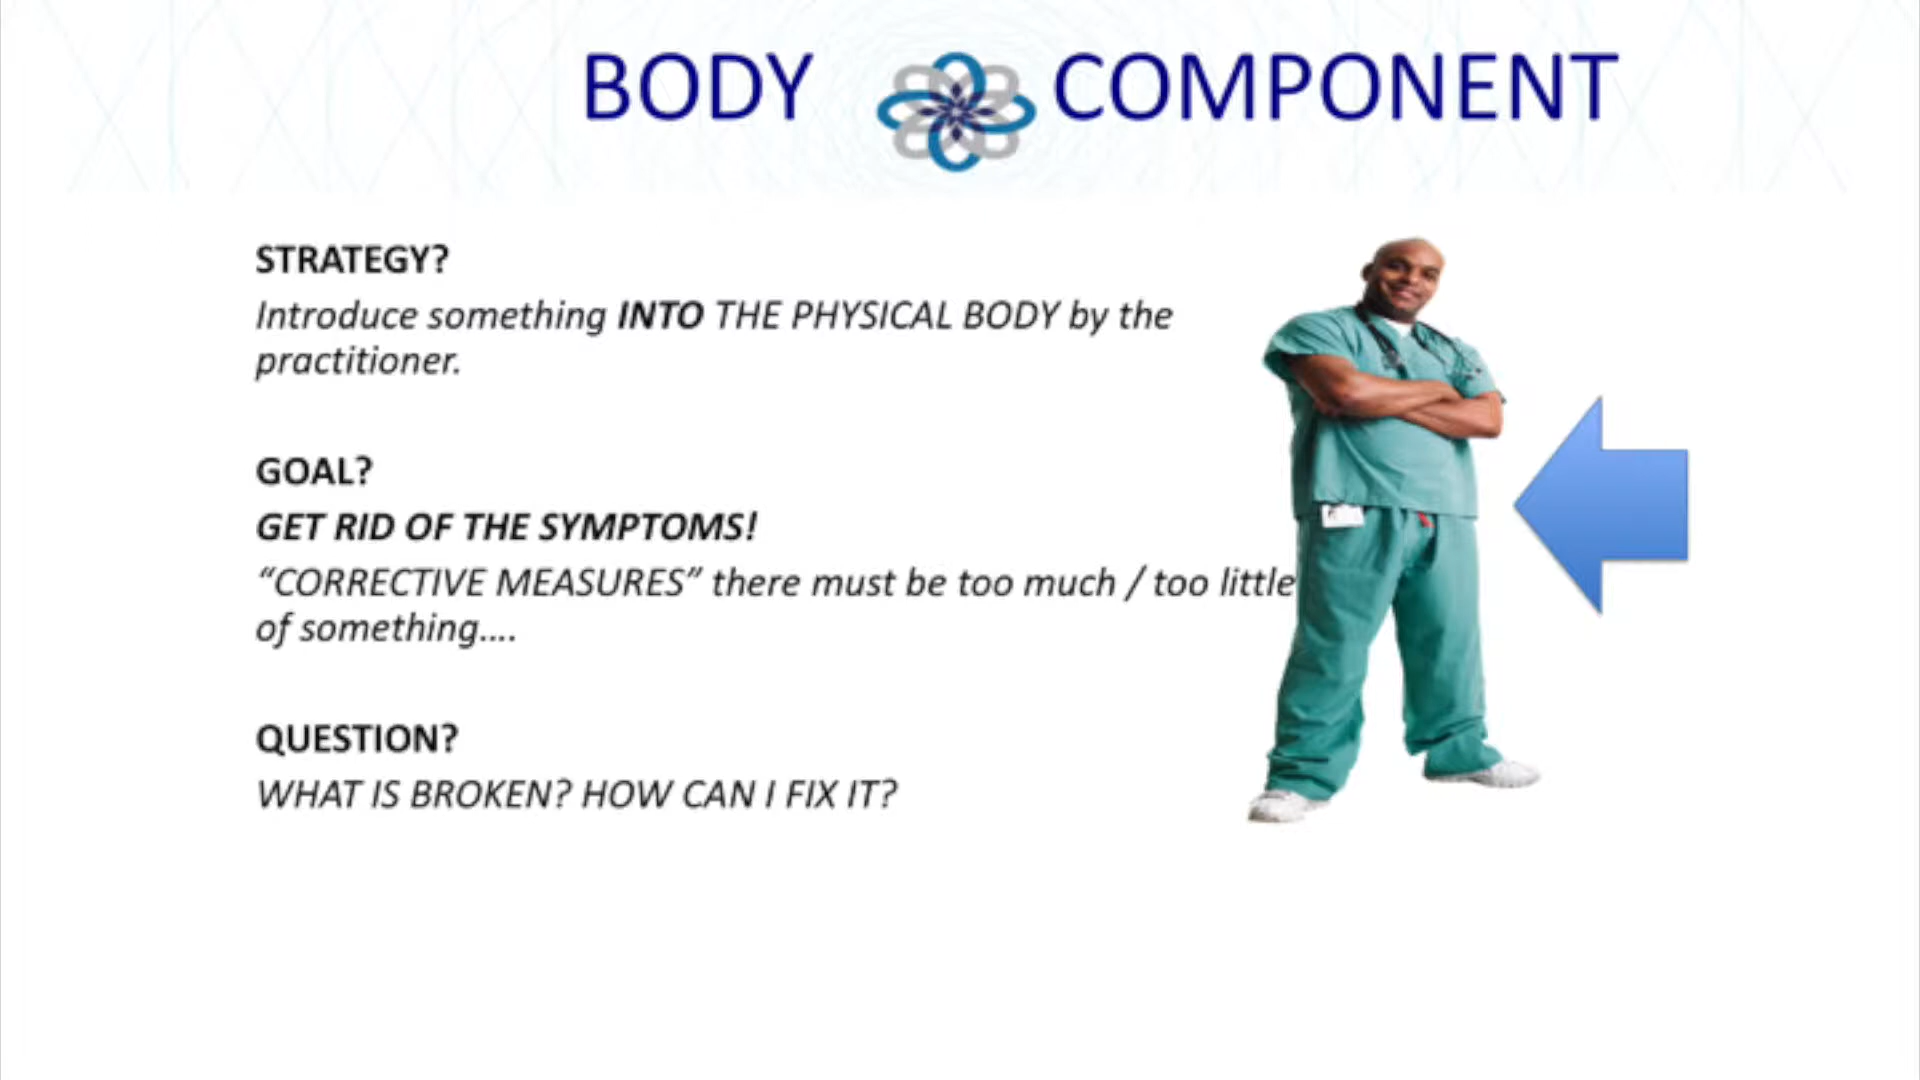 BODY COMPONENT
STRATEGY?
Introduce something INTO THE PHYSICAL BODY by the
practitioner.
GOAL?
GET RID OF THE SYMPTOMS!
“CORRECTIVE MEASURES” there must be too much / too little
of something....
QUESTION?
WHAT IS BROKEN? HOW CAN I FIX IT?